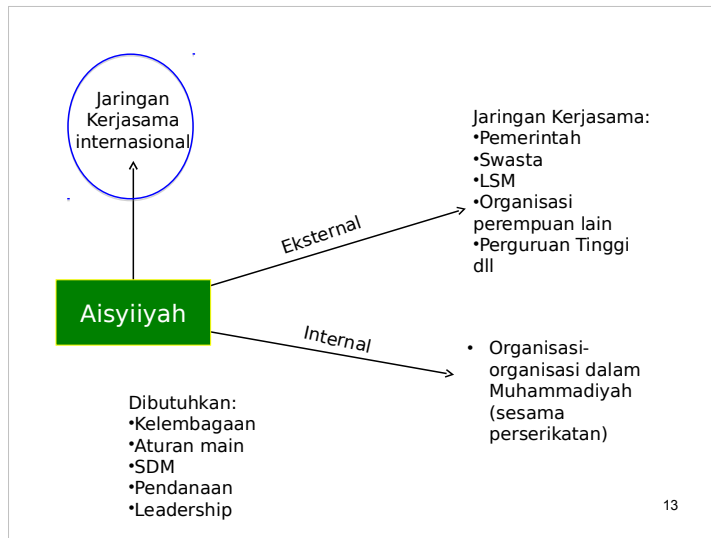 Jaringan
Kerjasama
internasional
Jaringan Kerjasama:
•Pemerintah
•Swasta
•LSM
•Organisasi
perempuan lain
•Perguruan Tinggi
dll
Eksternal
Aisyiiyah
Internal
• Organisasi-
organisasi dalam
Muhammadiyah
(sesama
perserikatan)
Dibutuhkan:
•Kelembagaan
•Aturan main
•SDM
•Pendanaan
•Leadership
13